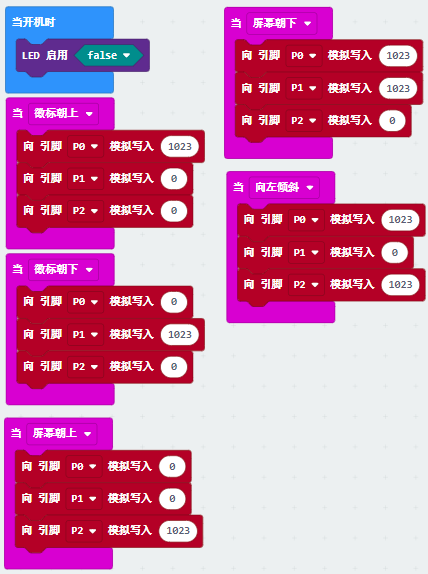 当开机时
LED 启用 false
当 徽标朝上
向 引脚 P0 模拟写入 1023
向 引脚 P1 模拟写入 0
向 引脚 P2 模拟写入 0
当 徽标朝下
向 引脚 P0 模拟写入 0
向 引脚 P1 模拟写入 1023
向 引脚 P2 模拟写入 0
当 屏幕朝上
向 引脚 P0 模拟写入 0
向 引脚 P1 模拟写入 0
向 引脚 P2 模拟写入 1023
当 屏幕朝下
向 引脚 P0 模拟写入 1023
向 引脚 P1 模拟写入 1023
向 引脚 P2 模拟写入 0
当 向左倾斜
向 引脚 P0 模拟写入 1023
向 引脚 P1 模拟写入 0
向 引脚 P2 模拟写入 1023